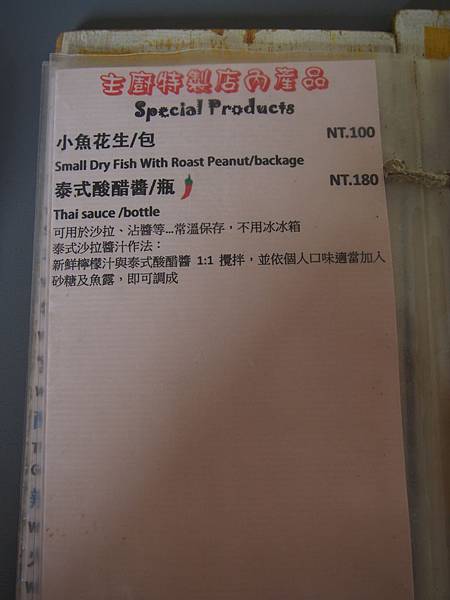 主廚特製店內產品
Special Products
小魚花生/包 NT.100
Small Dry Fish With Roast Peanut/backage
泰式酸醋醬/瓶 NT.180
Thai sauce /bottle
可用於沙拉、沾醬等...常溫保存，不用冰冰箱
泰式沙拉醬汁作法：
新鮮檸檬汁與泰式酸醋醬 1:1 攪拌，並依個人口味適當加入
砂糖及魚露，即可調成